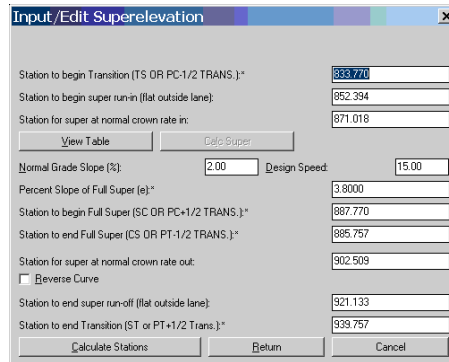 Input/Edit Superelevation
Station to begin Transition (TS OR PC-1/2 TRANS.):* 833.770
Station to begin super run-in (flat outside lane): 852.394
Station for super at normal crown rate in: 871.018
View Table Calc Super
Normal Grade Slope (%): 2.00 Design Speed: 15.00
Percent Slope of Full Super (e):* 3.8000
Station to begin Full Super (SC OR PC+1/2 TRANS.):* 887.770
Station to end Full Super (CS OR PT-1/2 TRANS.):* 885.757
Station for super at normal crown rate out: 902.509
Reverse Curve
Station to end super run-off (flat outside lane): 921.133
Station to end Transition (ST or PT+1/2 Trans.):* 939.757
Calculate Stations Return Cancel